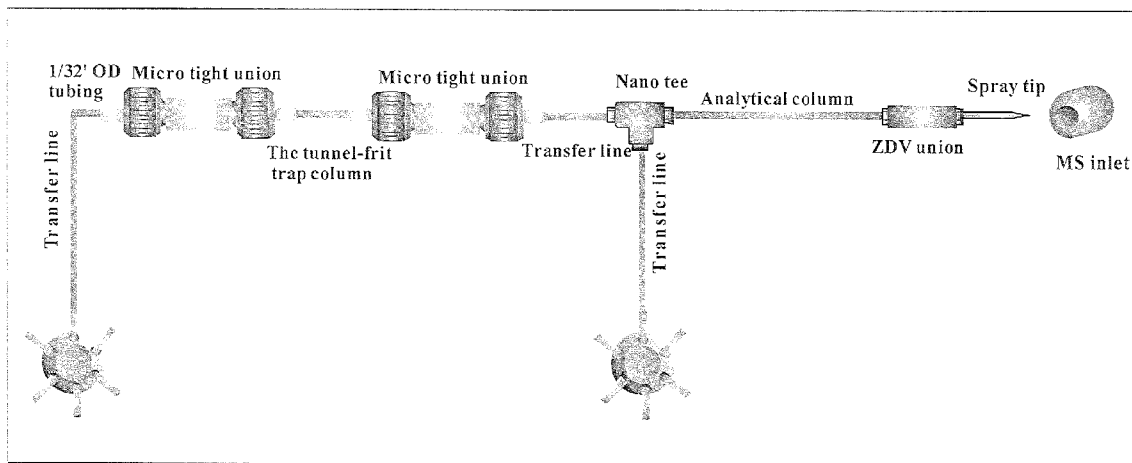 1/32' OD
tubing
Micro tight union
Micro tight union
Nano tee
Analytical column
Spray tip
The tunnel-frit
trap column
Transfer line
ZDV union
MS inlet
Transfer line
Transfer line